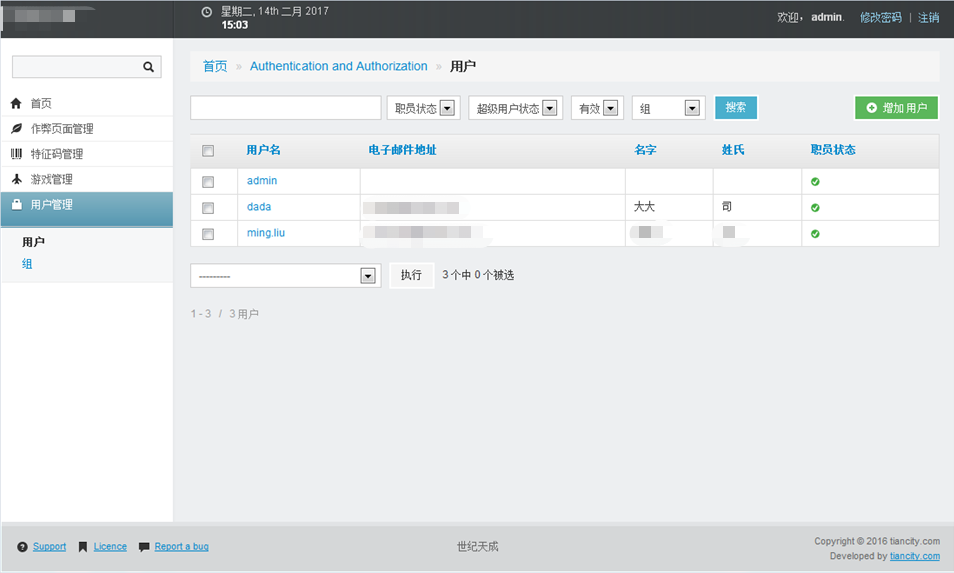 星期二, 14th 二月 2017
15:03
欢迎，admin. 修改密码 | 注销
首页
作弊页面管理
特征码管理
游戏管理
用户管理
用户
组
首页 » Authentication and Authorization » 用户
职员状态 超级用户状态 有效 组 搜索 增加 用户
用户名 电子邮件地址 名字 姓氏 职员状态
admin
dada 大大 司
ming.liu
--------- 执行 3 个中 0 个被选
1 - 3 / 3 用户
Support Licence Report a bug
世纪天成
Copyright © 2016 tiancity.com
Developed by tiancity.com